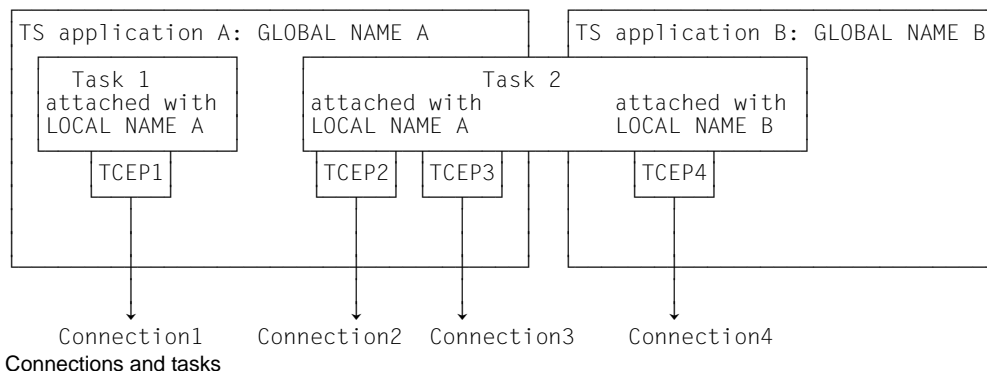 TS application A: GLOBAL NAME A TS application B: GLOBAL NAME B
Task 1 Task 2
attached with attached with attached with
LOCAL NAME A LOCAL NAME A LOCAL NAME B
TCEP1 TCEP2 TCEP3 TCEP4
Connection1 Connection2 Connection3 Connection4
Connections and tasks